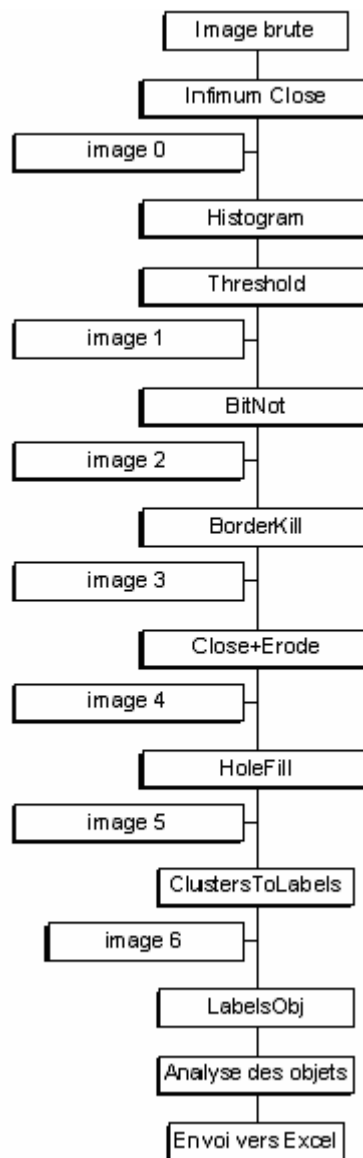 Image brute
Infimum Close
image 0
Histogram
Threshold
image 1
BitNot
image 2
BorderKill
image 3
Close+Erode
image 4
HoleFill
image 5
ClustersToLabels
image 6
LabelsObj
Analyse des objets
Envoi vers Excel